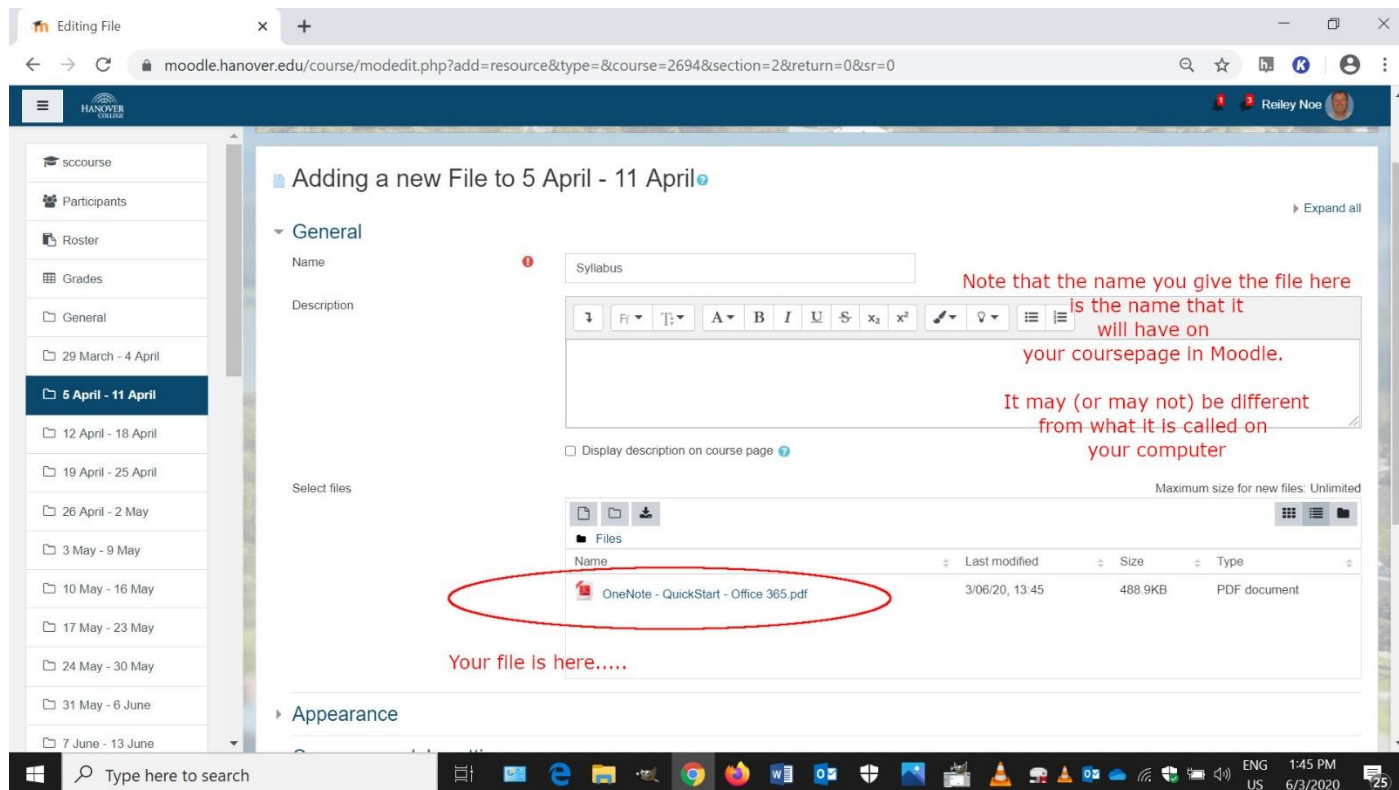 Editing File
moodle.hanover.edu/course/modedit.php?add=resource&type=&course=2694&section=2&return=0&sr=0
HANOVER
COLLEGE
1
3
Reiley Noe
sccourse
Participants
Roster
Grades
General
29 March - 4 April
5 April - 11 April
12 April - 18 April
19 April - 25 April
26 April - 2 May
3 May - 9 May
10 May - 16 May
17 May - 23 May
24 May - 30 May
31 May - 6 June
7 June - 13 June
Adding a new File to 5 April - 11 April
Expand all
General
Name
Syllabus
Description
A B I U S x₂ x²
Note that the name you give the file here
is the name that it
will have on
your coursepage in Moodle.
It may (or may not) be different
from what it is called on
your computer
Display description on course page
Select files
Maximum size for new files: Unlimited
Files
Name Last modified Size Type
OneNote - QuickStart - Office 365.pdf 3/06/20, 13:45 488.9KB PDF document
Your file is here.....
Appearance
Type here to search
ENG
US
1:45 PM
6/3/2020
25